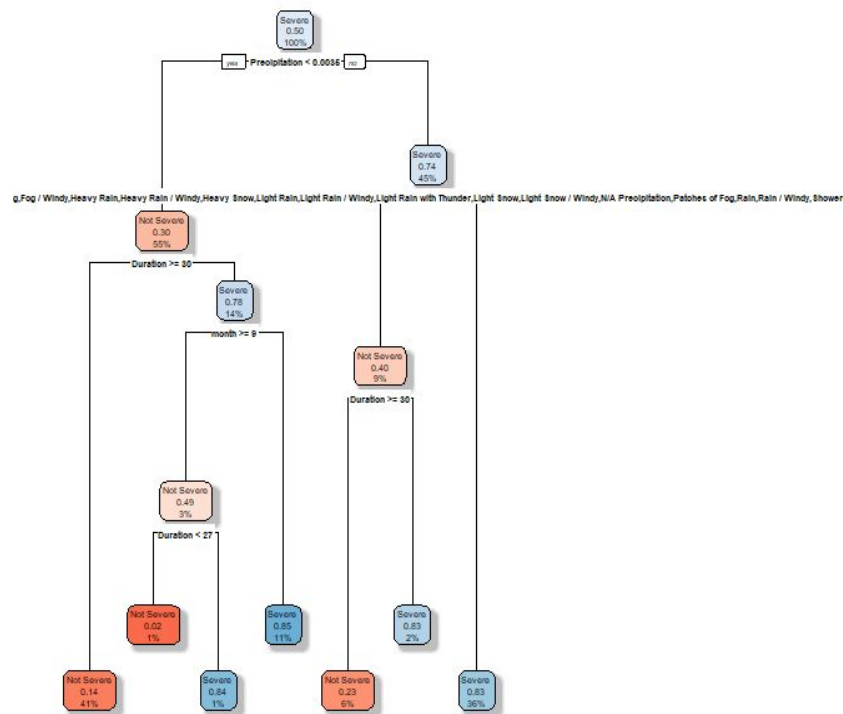 Severe
0.50
100%
yes Precipitation < 0.0035 no
Severe
0.74
45%
g,Fog / Windy,Heavy Rain,Heavy Rain / Windy,Heavy Snow,Light Rain,Light Rain / Windy,Light Rain with Thunder,Light Snow,Light Snow / Windy,N/A Precipitation,Patches of Fog,Rain,Rain / Windy,Shower
Not Severe
0.30
55%
Duration >= 30
Severe
0.78
14%
month >= 9
Not Severe
0.40
9%
Duration >= 30
Not Severe
0.49
3%
Duration < 27
Not Severe
0.02
1%
Severe
0.85
11%
Severe
0.83
2%
Not Severe
0.14
41%
Severe
0.84
1%
Not Severe
0.23
6%
Severe
0.83
36%